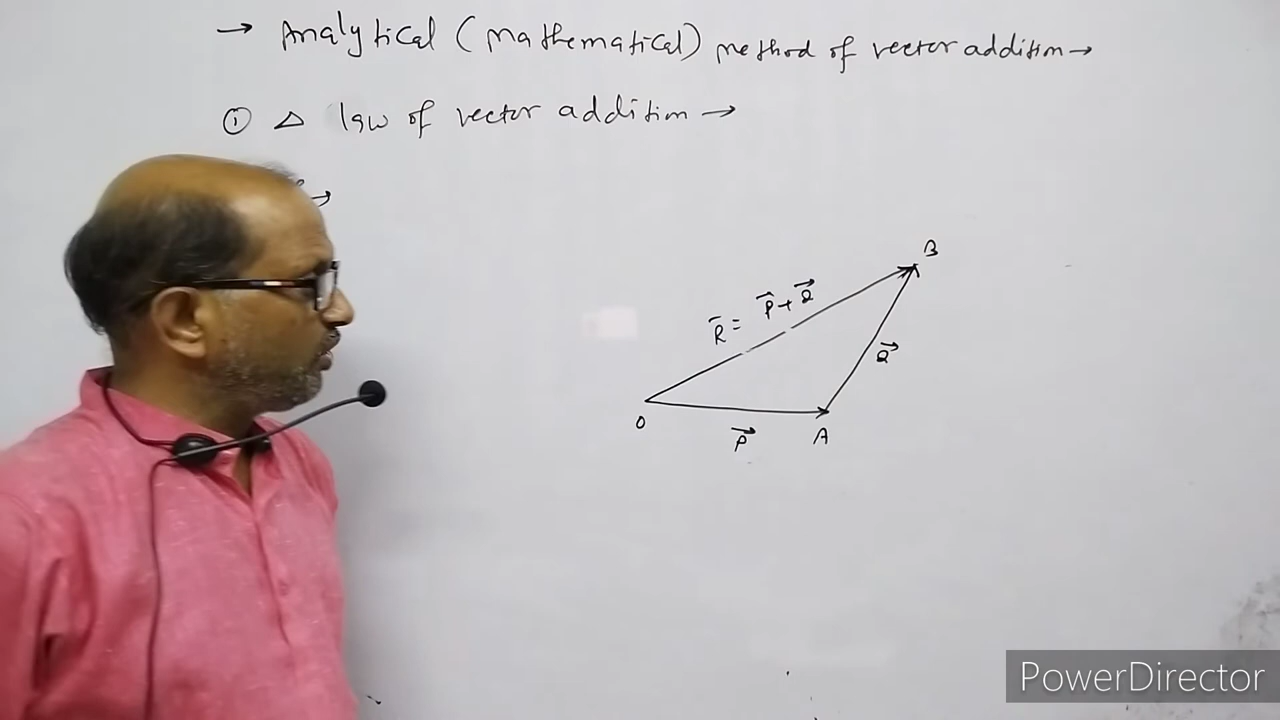 → Analytical (Mathematical) method of vector addition →
① △ law of vector addition →
→
B
R⃗ = P⃗ + Q⃗
Q⃗
O
P⃗
A
PowerDirector